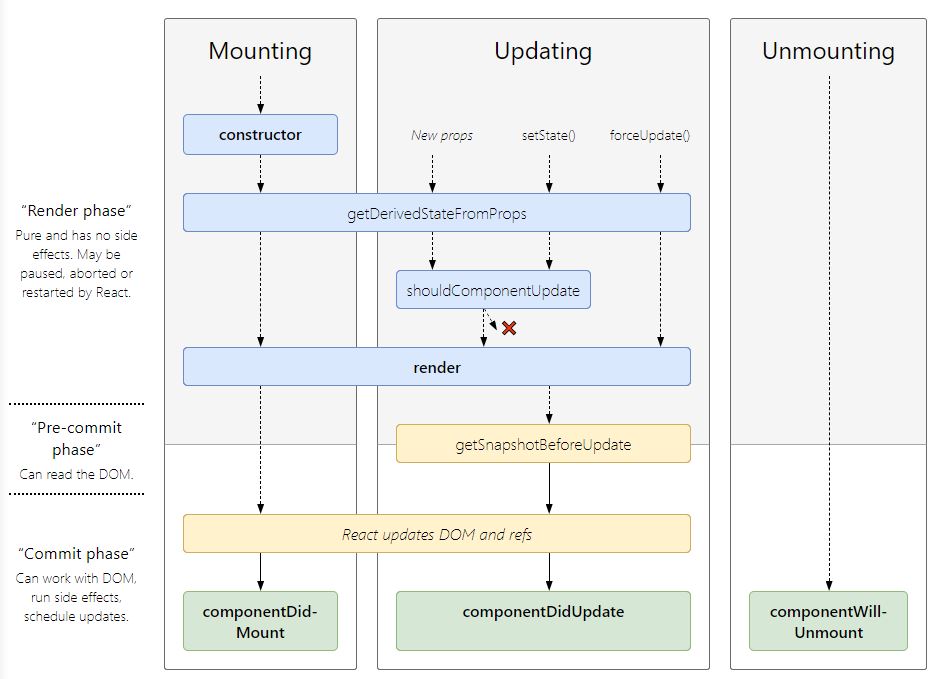 Mounting
Updating
Unmounting
constructor
New props
setState()
forceUpdate()
“Render phase”
Pure and has no side
effects. May be
paused, aborted or
restarted by React.
getDerivedStateFromProps
shouldComponentUpdate
render
“Pre-commit
phase”
Can read the DOM.
getSnapshotBeforeUpdate
React updates DOM and refs
“Commit phase”
Can work with DOM,
run side effects,
schedule updates.
componentDid-
Mount
componentDidUpdate
componentWill-
Unmount